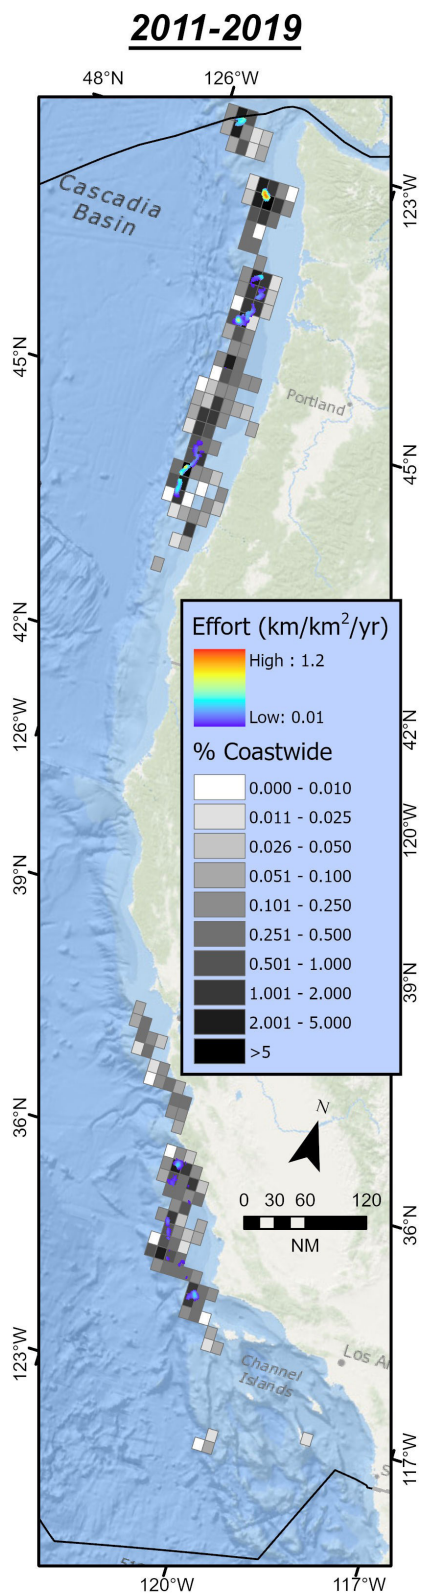 2011-2019
48°N
126°W
123°W
Cascadia
Basin
45°N
Portland
45°N
42°N
Effort (km/km²/yr)
High : 1.2
Low: 0.01
126°W
42°N
% Coastwide
0.000 - 0.010
0.011 - 0.025
120°W
0.026 - 0.050
39°N
0.051 - 0.100
0.101 - 0.250
0.251 - 0.500
0.501 - 1.000
39°N
1.001 - 2.000
2.001 - 5.000
>5
36°N
N
0 30 60 120
NM
36°N
123°W
Channel
Islands
Los A
117°W
120°W
117°W